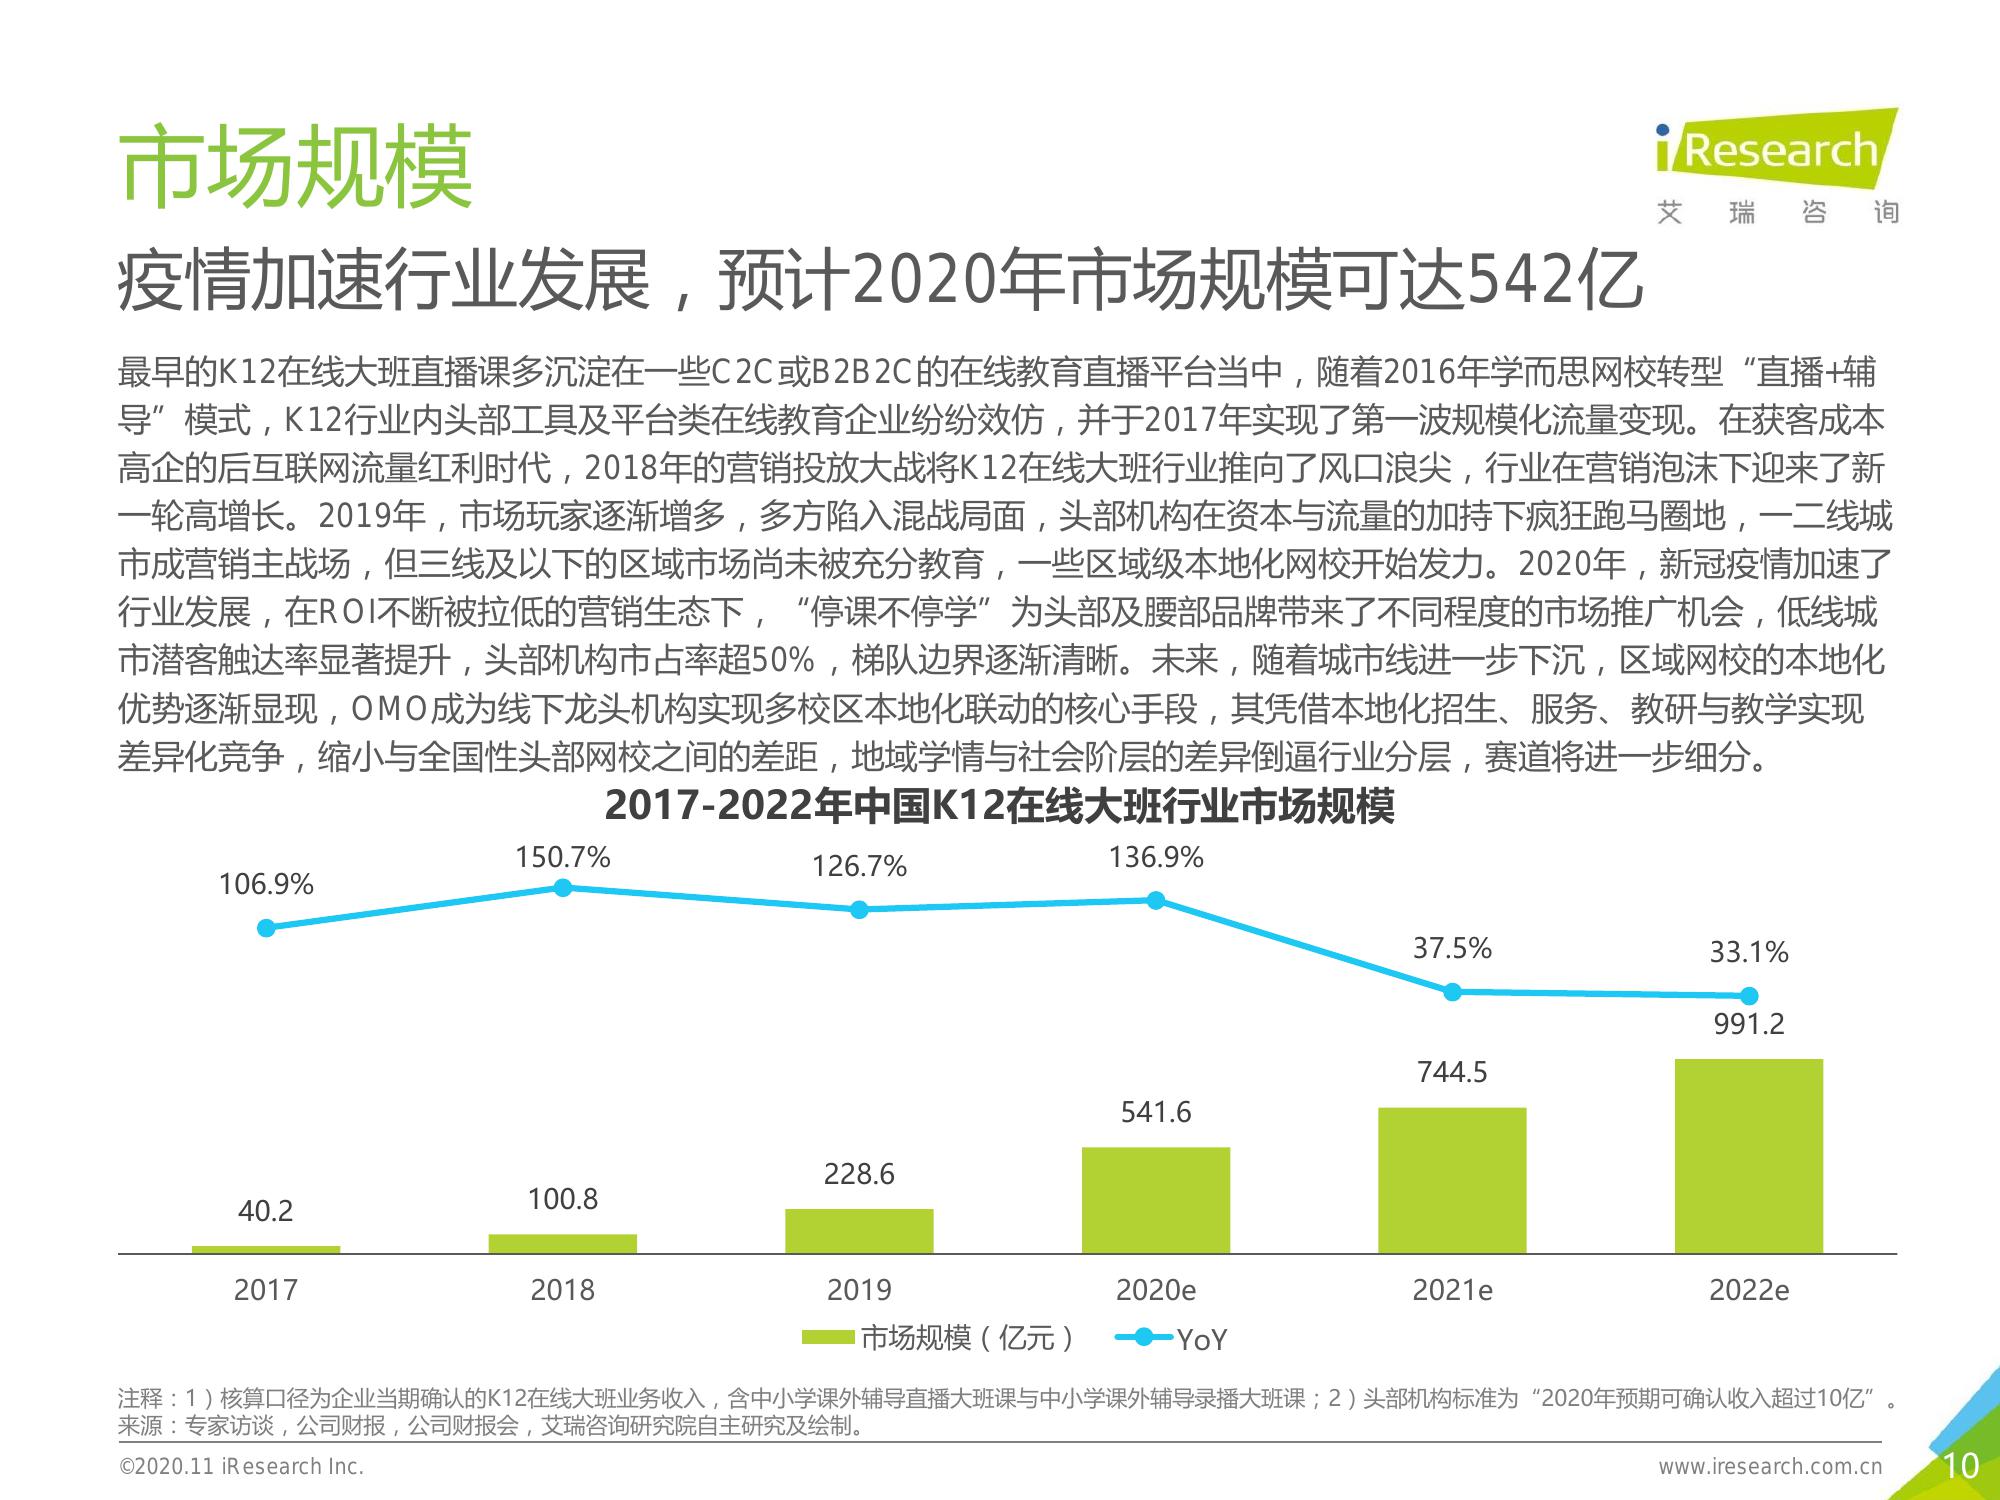 市场规模
iResearch
艾瑞咨询
疫情加速行业发展，预计2020年市场规模可达542亿
最早的K12在线大班直播课多沉淀在一些C2C或B2B2C的在线教育直播平台当中，随着2016年学而思网校转型“直播+辅
导”模式，K12行业内头部工具及平台类在线教育企业纷纷效仿，并于2017年实现了第一波规模化流量变现。在获客成本
高企的后互联网流量红利时代，2018年的营销投放大战将K12在线大班行业推向了风口浪尖，行业在营销泡沫下迎来了新
一轮高增长。2019年，市场玩家逐渐增多，多方陷入混战局面，头部机构在资本与流量的加持下疯狂跑马圈地，一二线城
市成营销主战场，但三线及以下的区域市场尚未被充分教育，一些区域级本地化网校开始发力。2020年，新冠疫情加速了
行业发展，在ROI不断被拉低的营销生态下，“停课不停学”为头部及腰部品牌带来了不同程度的市场推广机会，低线城
市潜客触达率显著提升，头部机构市占率超50%，梯队边界逐渐清晰。未来，随着城市线进一步下沉，区域网校的本地化
优势逐渐显现，OMO成为线下龙头机构实现多校区本地化联动的核心手段，其凭借本地化招生、服务、教研与教学实现
差异化竞争，缩小与全国性头部网校之间的差距，地域学情与社会阶层的差异倒逼行业分层，赛道将进一步细分。
2017-2022年中国K12在线大班行业市场规模
106.9% 150.7% 126.7% 136.9% 37.5% 33.1%
40.2 100.8 228.6 541.6 744.5 991.2
2017 2018 2019 2020e 2021e 2022e
市场规模（亿元） YoY
注释：1）核算口径为企业当期确认的K12在线大班业务收入，含中小学课外辅导直播大班课与中小学课外辅导录播大班课；2）头部机构标准为“2020年预期可确认收入超过10亿”。
来源：专家访谈，公司财报，公司财报会，艾瑞咨询研究院自主研究及绘制。
©2020.11 iResearch Inc.
www.iresearch.com.cn
10